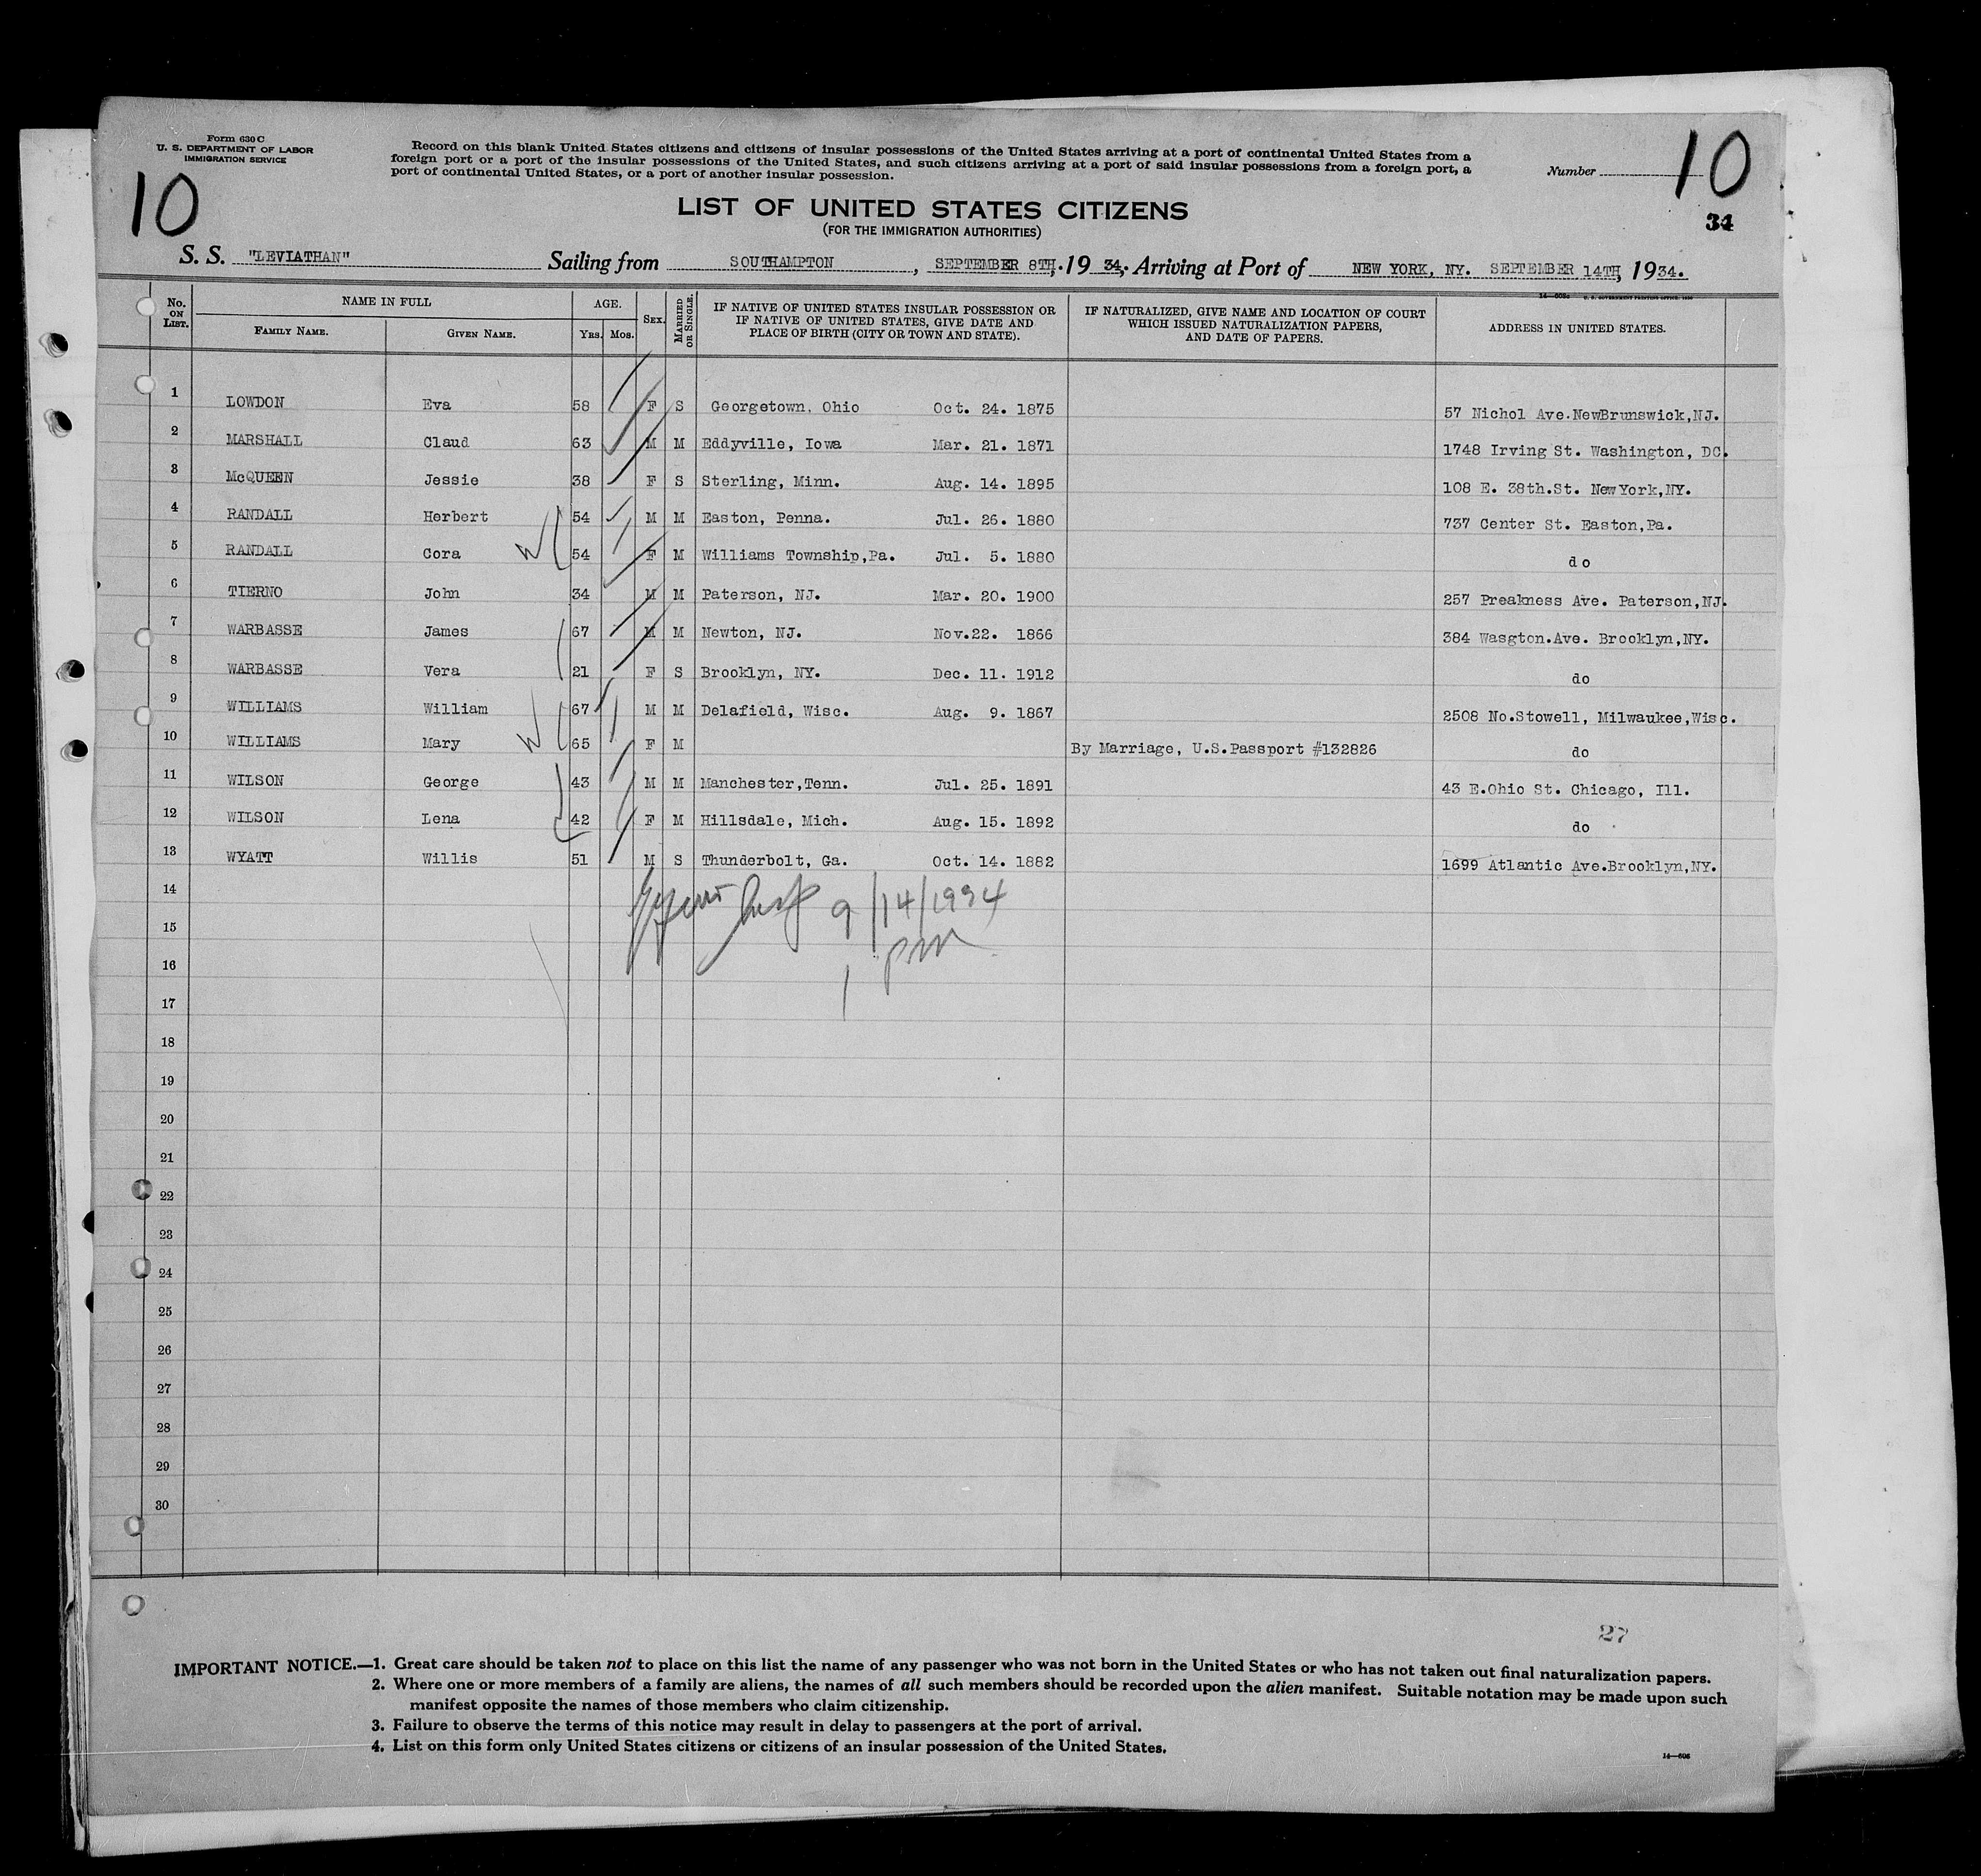 Form 630 C
U. S. DEPARTMENT OF LABOR
IMMIGRATION SERVICE
Record on this blank United States citizens and citizens of insular possessions of the United States arriving at a port of continental United States from a
foreign port or a port of the insular possessions of the United States, and such citizens arriving at a port of said insular possessions from a foreign port, a
port of continental United States, or a port of another insular possession.
Number
10
10
34
LIST OF UNITED STATES CITIZENS
(FOR THE IMMIGRATION AUTHORITIES)
S. S. "LEVIATHAN" Sailing from SOUTHAMPTON, SEPTEMBER 8TH, 19 34, Arriving at Port of NEW YORK, NY. SEPTEMBER 14TH, 1934.
No. ON LIST. NAME IN FULL AGE. SEX. MARRIED OR SINGLE. IF NATIVE OF UNITED STATES INSULAR POSSESSION OR IF NATIVE OF UNITED STATES, GIVE DATE AND PLACE OF BIRTH (CITY OR TOWN AND STATE). IF NATURALIZED, GIVE NAME AND LOCATION OF COURT WHICH ISSUED NATURALIZATION PAPERS, AND DATE OF PAPERS. ADDRESS IN UNITED STATES.
FAMILY NAME. GIVEN NAME. YRS. MOS.
1 LOWDON Eva 58 F S Georgetown, Ohio Oct. 24. 1875 57 Nichol Ave.NewBrunswick,NJ.
2 MARSHALL Claud 63 M M Eddyville, Iowa Mar. 21. 1871 1748 Irving St. Washington, DC.
3 McQUEEN Jessie 38 F S Sterling, Minn. Aug. 14. 1895 108 E. 38th.St. NewYork,NY.
4 RANDALL Herbert 54 M M Easton, Penna. Jul. 26. 1880 737 Center St. Easton,Pa.
5 RANDALL Cora W 54 F M Williams Township,Pa. Jul. 5. 1880 do
6 TIERNO John 34 M M Paterson, NJ. Mar. 20. 1900 257 Preakness Ave. Paterson,NJ.
7 WARBASSE James 67 M M Newton, NJ. Nov.22. 1866 384 Wasgton.Ave. Brooklyn,NY.
8 WARBASSE Vera 21 F S Brooklyn, NY. Dec. 11. 1912 do
9 WILLIAMS William 67 M M Delafield, Wisc. Aug. 9. 1867 2508 No.Stowell, Milwaukee,Wisc.
10 WILLIAMS Mary W 65 F M By Marriage, U.S.Passport #132826 do
11 WILSON George 43 M M Manchester,Tenn. Jul. 25. 1891 43 E.Ohio St. Chicago, Ill.
12 WILSON Lena 42 F M Hillsdale, Mich. Aug. 15. 1892 do
13 WYATT Willis 51 M S Thunderbolt, Ga. Oct. 14. 1882 1699 Atlantic Ave.Brooklyn,NY.
14 9/14/1934
15 PM
16
17
18
19
20
21
22
23
24
25
26
27
28
29
30
27
IMPORTANT NOTICE.—1. Great care should be taken not to place on this list the name of any passenger who was not born in the United States or who has not taken out final naturalization papers.
2. Where one or more members of a family are aliens, the names of all such members should be recorded upon the alien manifest. Suitable notation may be made upon such
manifest opposite the names of those members who claim citizenship.
3. Failure to observe the terms of this notice may result in delay to passengers at the port of arrival.
4. List on this form only United States citizens or citizens of an insular possession of the United States.
14—606